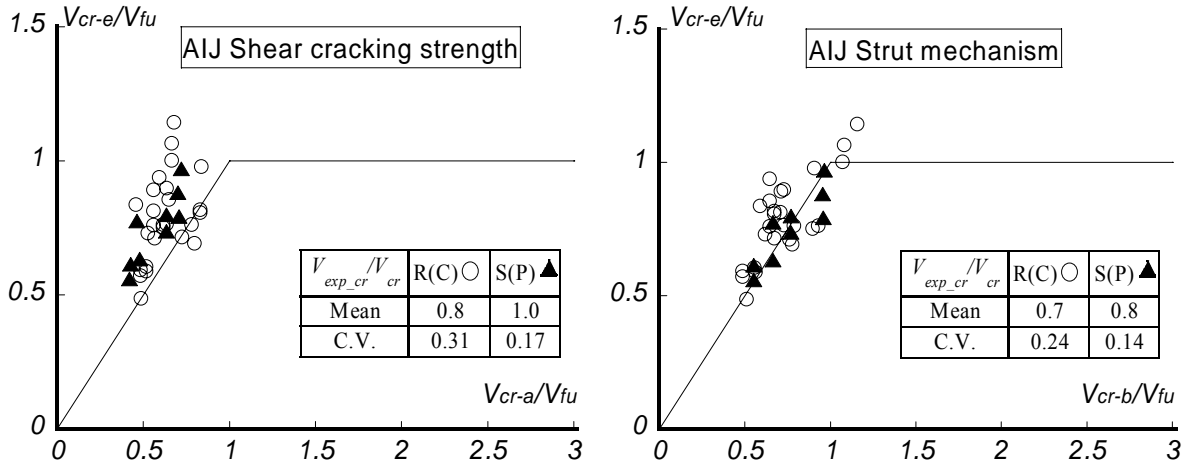 Vcr-e/Vfu
AIJ Shear cracking strength
1.5
1
0.5
0
Vexp_cr/Vcr R(C)○ S(P)▲
Mean 0.8 1.0
C.V. 0.31 0.17
Vcr-a/Vfu
0 0.5 1 1.5 2 2.5 3
Vcr-e/Vfu
AIJ Strut mechanism
1.5
1
0.5
0
Vexp_cr/Vcr R(C)○ S(P)▲
Mean 0.7 0.8
C.V. 0.24 0.14
Vcr-b/Vfu
0 0.5 1 1.5 2 2.5 3